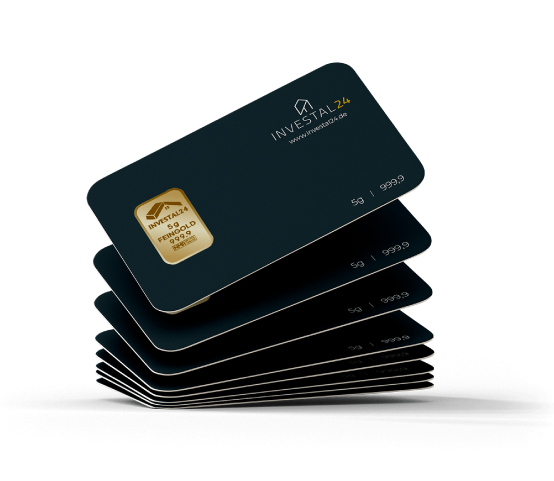 INVESTAL24
www.investal24.de
5g | 999,9
INVESTAL24
5g
FEINGOLD
999.9
5g | 999,9
5g | 999,9
5g | 999,9